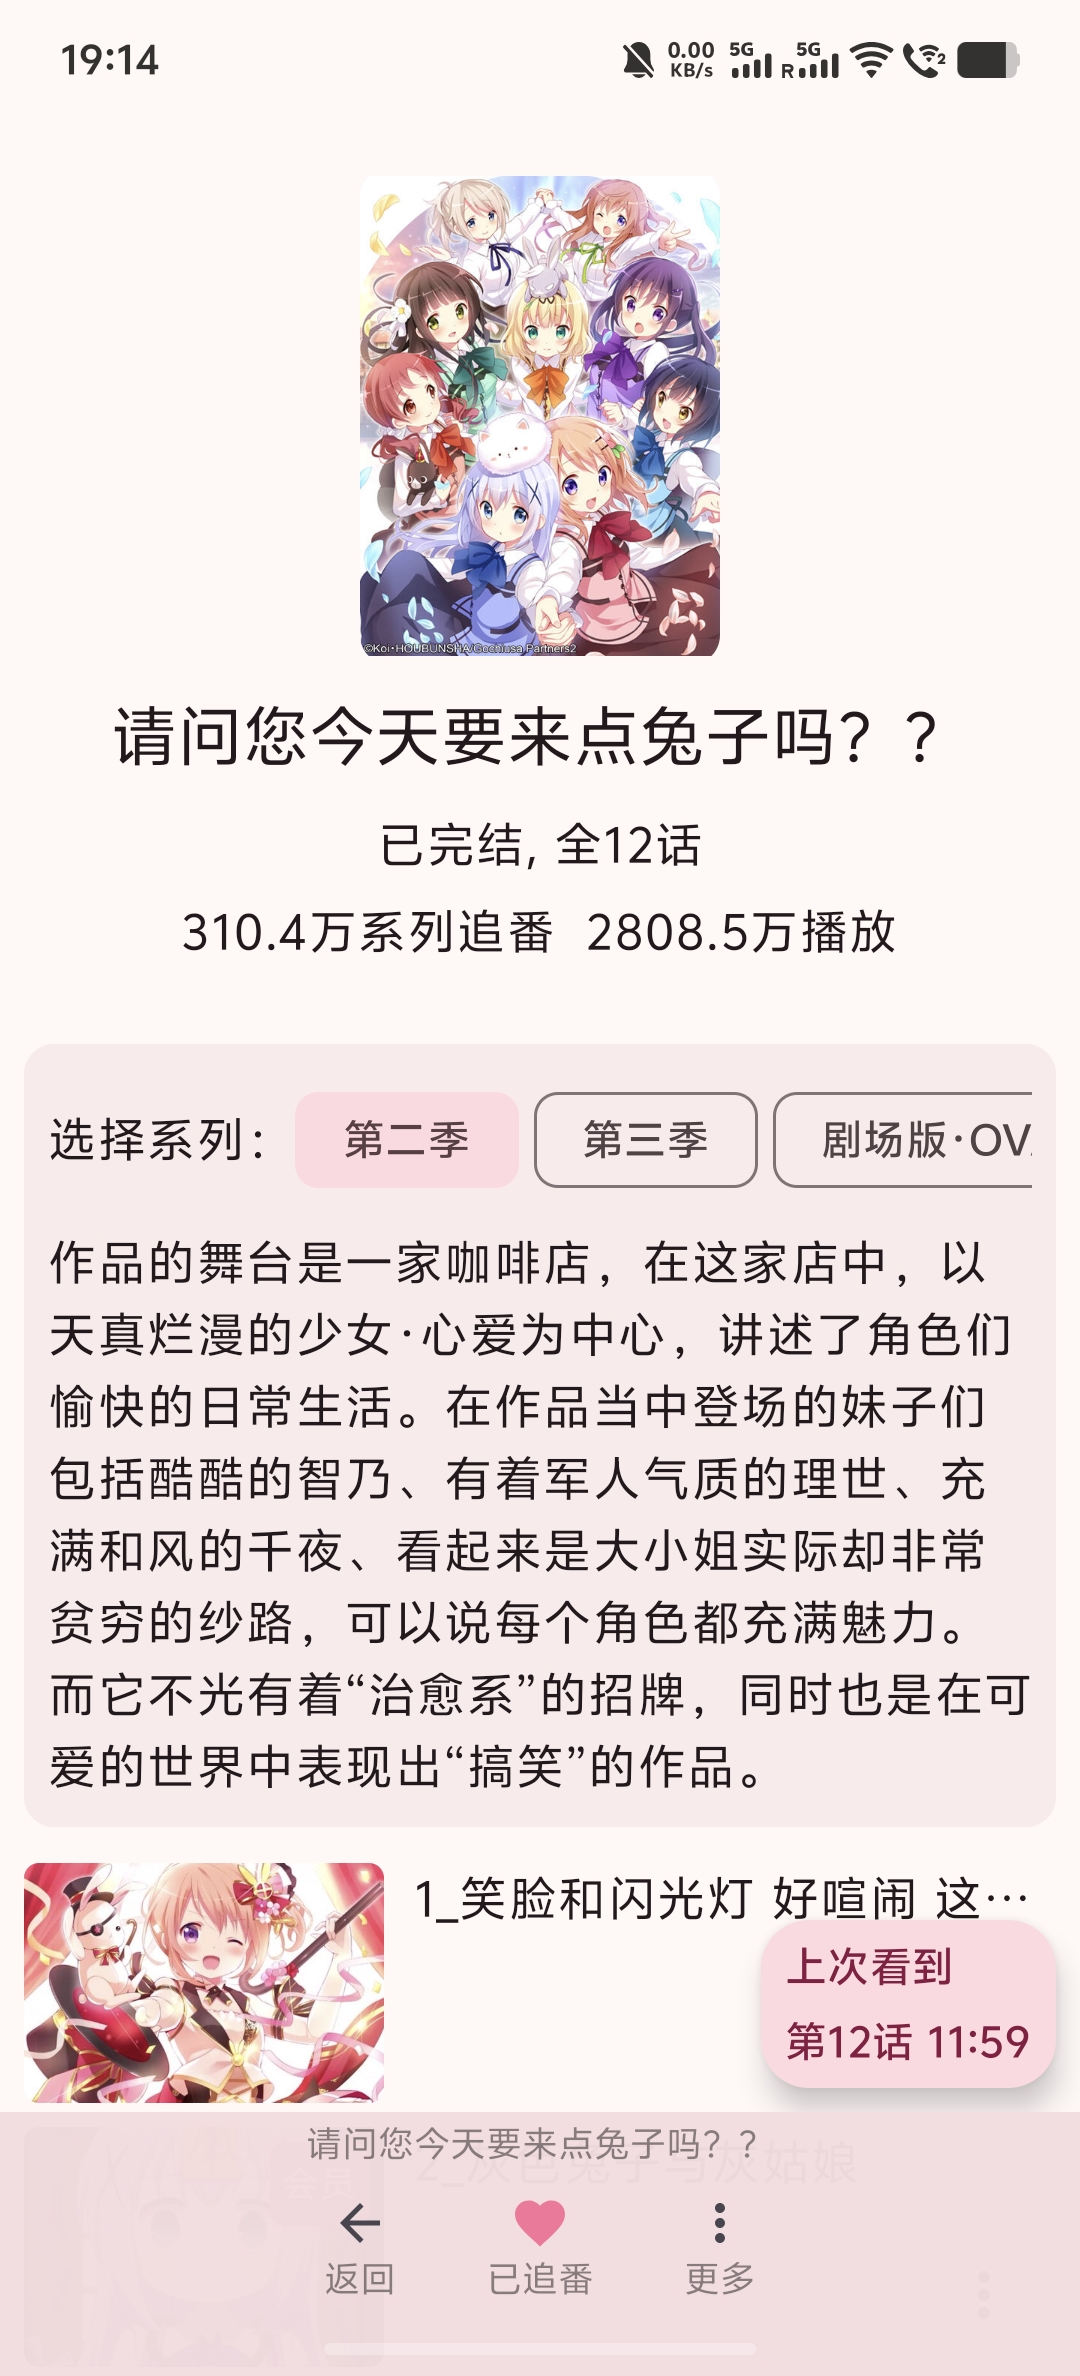 19:14
0.00 KB/s 5G R 5G 2
©Koi・HOUBUNSHA/Gochiusa Partners2
请问您今天要来点兔子吗？？
已完结, 全12话
310.4万系列追番 2808.5万播放
选择系列： 第二季 第三季 剧场版·OV
作品的舞台是一家咖啡店，在这家店中，以
天真烂漫的少女·心爱为中心，讲述了角色们
愉快的日常生活。在作品当中登场的妹子们
包括酷酷的智乃、有着军人气质的理世、充
满和风的千夜、看起来是大小姐实际却非常
贫穷的纱路，可以说每个角色都充满魅力。
而它不光有着“治愈系”的招牌，同时也是在可
爱的世界中表现出“搞笑”的作品。
1_笑脸和闪光灯 好喧闹 这…
上次看到
第12话 11:59
请问您今天要来点兔子吗？？
会员
2_灰色兔子与灰姑娘
返回 已追番 更多